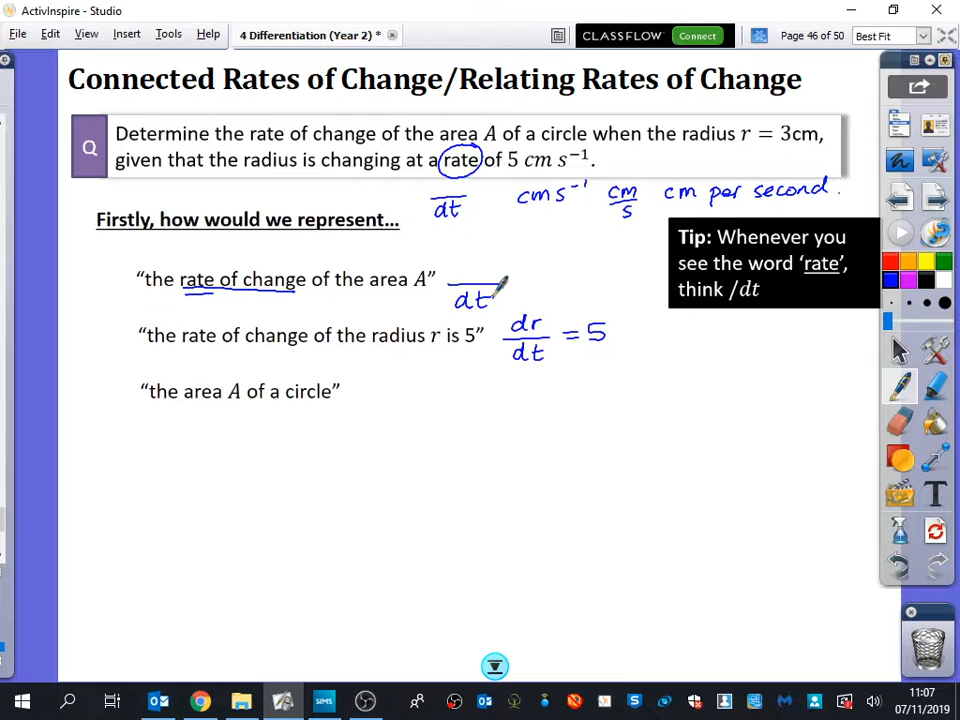 ActivInspire - Studio
File Edit View Insert Tools Help
4 Differentiation (Year 2) *
CLASSFLOW Connect
Page 46 of 50
Best Fit
Connected Rates of Change/Relating Rates of Change
Q
Determine the rate of change of the area A of a circle when the radius r = 3cm,
given that the radius is changing at a rate of 5 cm s⁻¹.
dt cms⁻¹ cm/s cm per second.
Firstly, how would we represent...
Tip: Whenever you
see the word ‘rate’,
think /dt
“the rate of change of the area A” dt
“the rate of change of the radius r is 5” dr/dt = 5
“the area A of a circle”
T
SIMS
11:07
07/11/2019